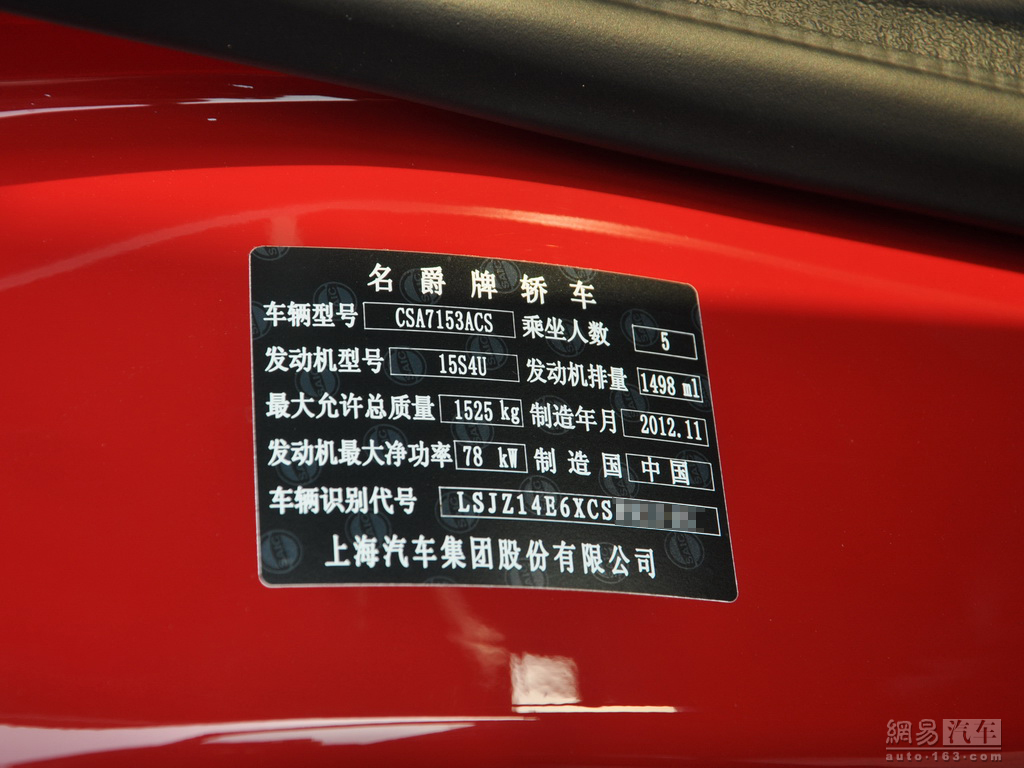 名爵牌轿车
车辆型号 CSA7153ACS 乘坐人数 5
发动机型号 15S4U 发动机排量 1498 ml
最大允许总质量 1525 kg 制造年月 2012.11
发动机最大净功率 78 kW 制造国 中国
车辆识别代号 LSJZ14E6XCS
上海汽车集团股份有限公司
網易汽车
auto·163·com